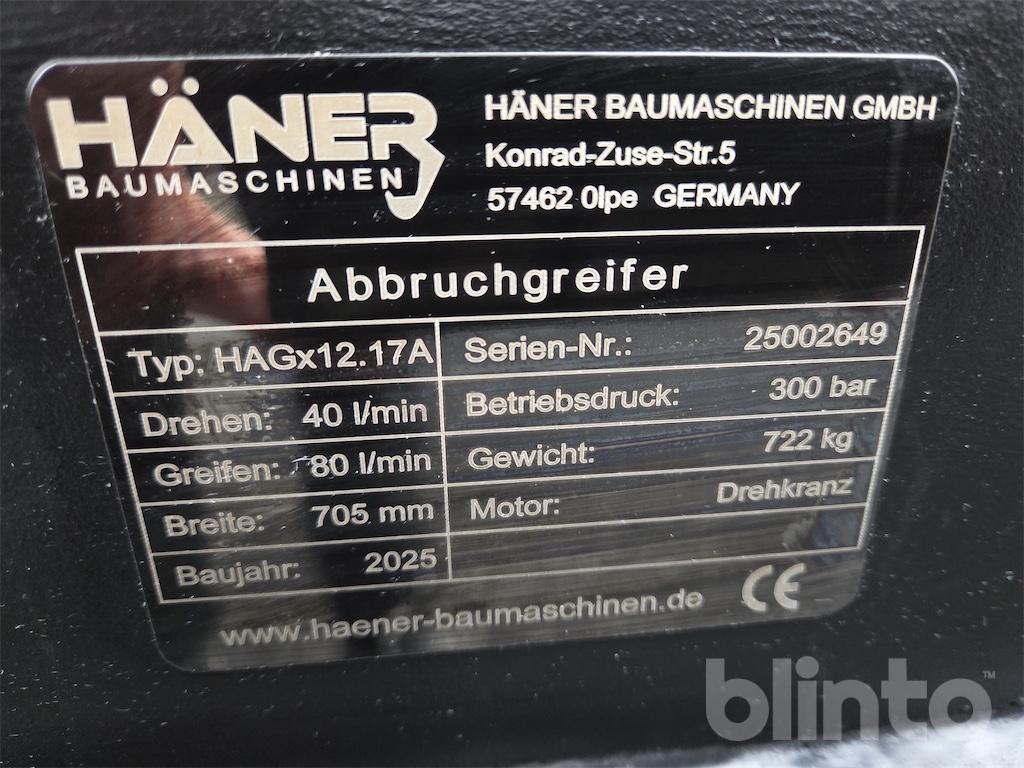 HÄNER
BAUMASCHINEN
HÄNER BAUMASCHINEN GMBH
Konrad-Zuse-Str.5
57462 Olpe GERMANY
Abbruchgreifer
Typ: HAGx12.17A
Serien-Nr.: 25002649
Drehen: 40 l/min
Betriebsdruck: 300 bar
Greifen: 80 l/min
Gewicht: 722 kg
Breite: 705 mm
Motor: Drehkranz
Baujahr: 2025
www.haener-baumaschinen.de
CE
blinto™